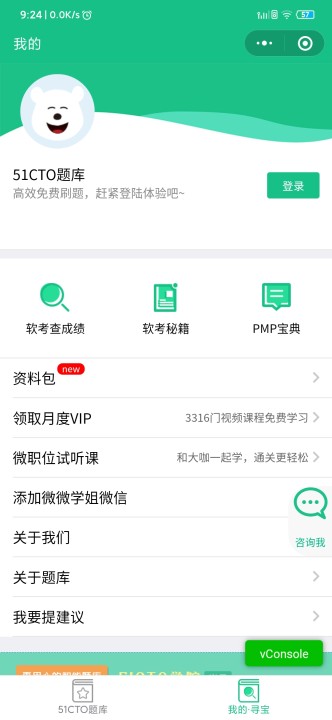 9:24 | 0.0K/s
57
我的
51CTO题库
高效免费刷题，赶紧登陆体验吧~
登录
软考查成绩
软考秘籍
PMP宝典
资料包 new
领取月度VIP 3316门视频课程免费学习
微职位试听课 和大咖一起学，通关更轻松
添加微微学姐微信
咨询我
关于我们
关于题库
我要提建议
vConsole
51CTO题库
我的·寻宝